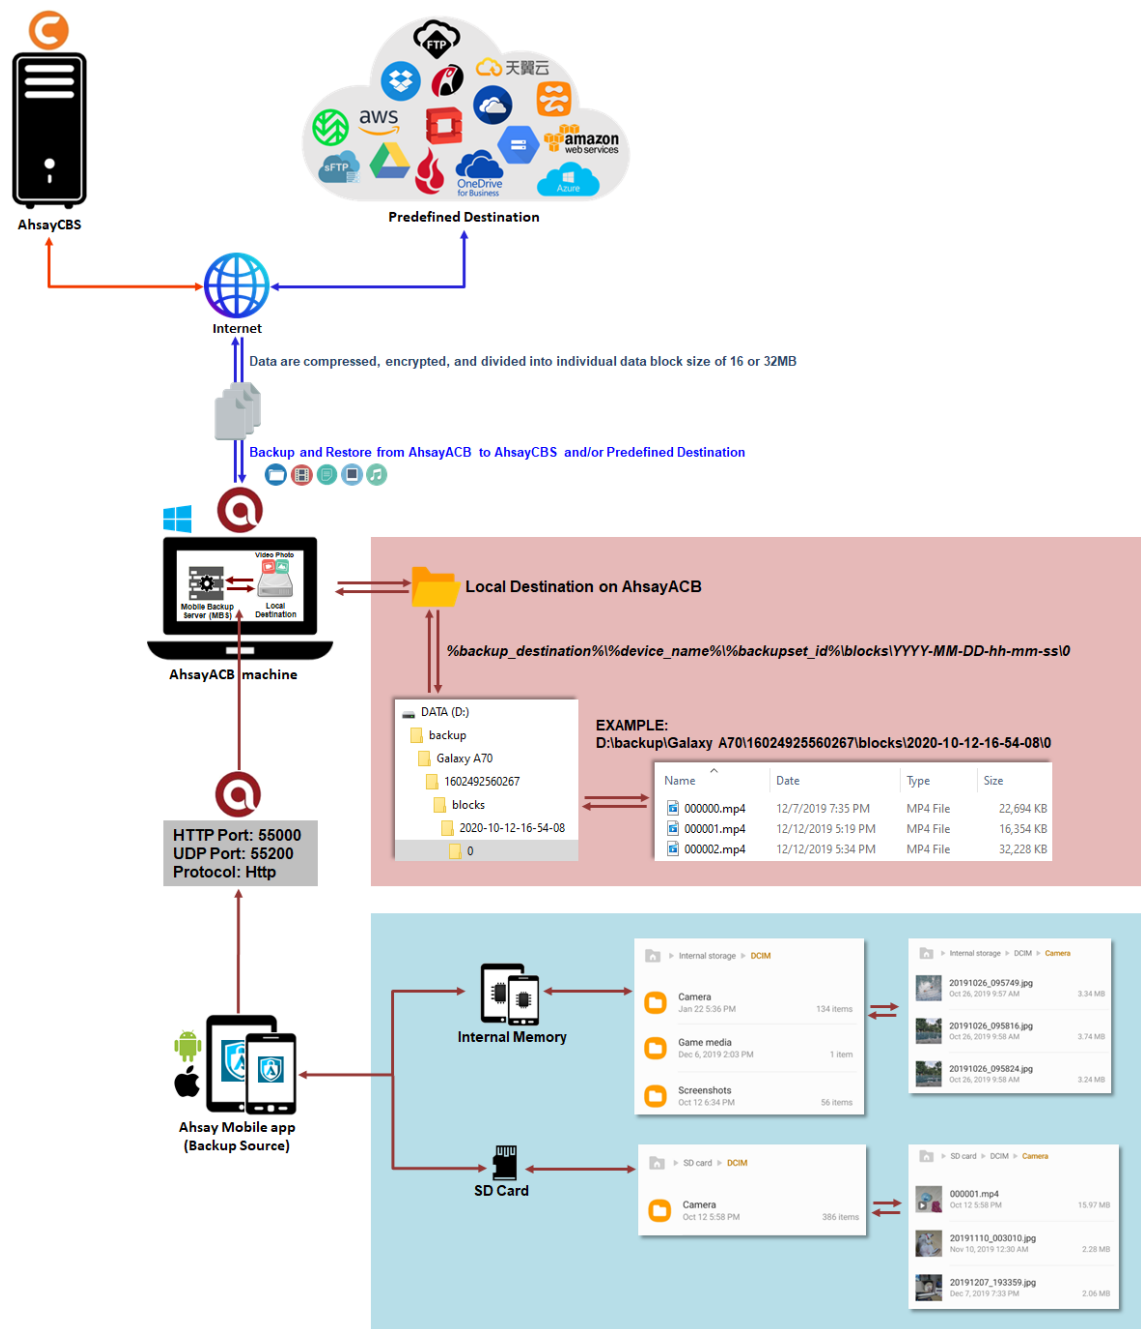 FTP
天翼云
aws
amazon
web services
sFTP
OneDrive
for Business
Azure
AhsayCBS
Predefined Destination
Internet
Data are compressed, encrypted, and divided into individual data block size of 16 or 32MB
Backup and Restore from AhsayACB to AhsayCBS and/or Predefined Destination
Video Photo
Mobile Backup
Server (MBS)
Local
Destination
AhsayACB machine
Local Destination on AhsayACB
%backup_destination%\%device_name%\%backupset_id%\blocks\YYYY-MM-DD-hh-mm-ss\0
DATA (D:)
backup
Galaxy A70
1602492560267
blocks
2020-10-12-16-54-08
0
EXAMPLE:
D:\backup\Galaxy A70\16024925560267\blocks\2020-10-12-16-54-08\0
Name Date Type Size
000000.mp4 12/7/2019 7:35 PM MP4 File 22,694 KB
000001.mp4 12/12/2019 5:19 PM MP4 File 16,354 KB
000002.mp4 12/12/2019 5:34 PM MP4 File 32,228 KB
HTTP Port: 55000
UDP Port: 55200
Protocol: Http
Ahsay Mobile app
(Backup Source)
Internal Memory
Internal storage DCIM
Camera
Jan 22 5:36 PM 134 items
Game media
Dec 6, 2019 2:03 PM 1 item
Screenshots
Oct 12 6:34 PM 56 items
Internal storage DCIM Camera
20191026_095749.jpg
Oct 26, 2019 9:57 AM 3.34 MB
20191026_095816.jpg
Oct 26, 2019 9:58 AM 3.74 MB
20191026_095824.jpg
Oct 26, 2019 9:58 AM 3.24 MB
SD Card
SD card DCIM
Camera
Oct 12 5:58 PM 386 items
SD card DCIM Camera
000001.mp4
Oct 12 5:58 PM 15.97 MB
20191110_003010.jpg
Nov 10, 2019 12:30 AM 2.28 MB
20191207_193359.jpg
Dec 7, 2019 7:33 PM 2.06 MB